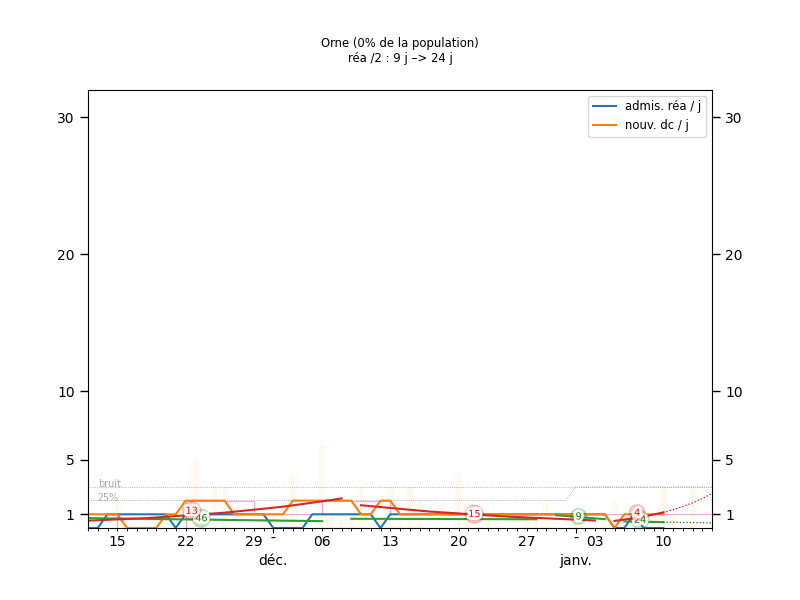 Orne (0% de la population)
réa /2 : 9 j –> 24 j
admis. réa / j
nouv. dc / j
30 30
20 20
10 10
5 5
1 1
bruit
25%
13 46 15 9 4 24
15 22 29 - 06 13 20 27 - 03 10
déc. janv.